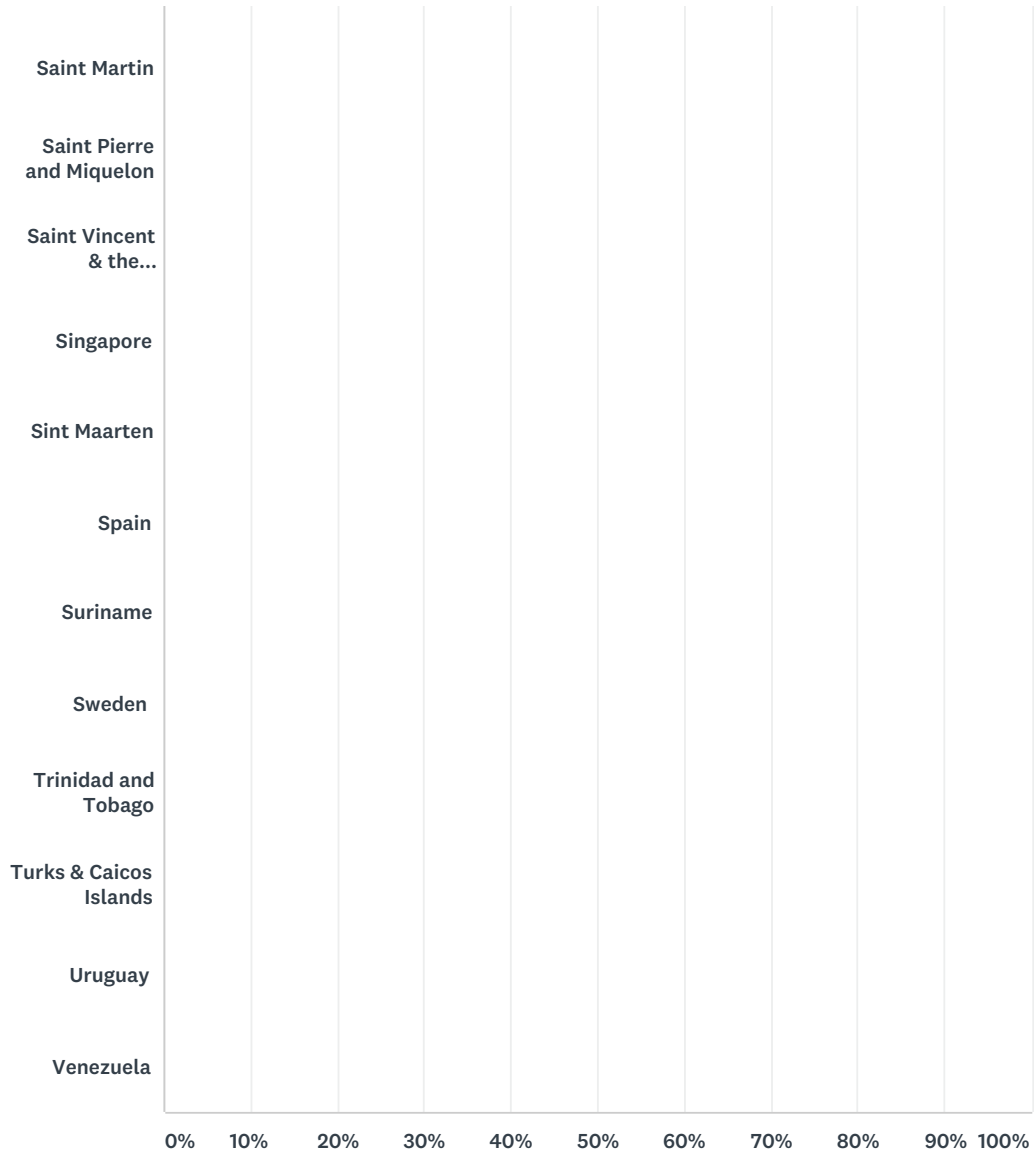 Saint Martin
Saint Pierre
and Miquelon
Saint Vincent
& the...
Singapore
Sint Maarten
Spain
Suriname
Sweden
Trinidad and
Tobago
Turks & Caicos
Islands
Uruguay
Venezuela
0% 10% 20% 30% 40% 50% 60% 70% 80% 90% 100%